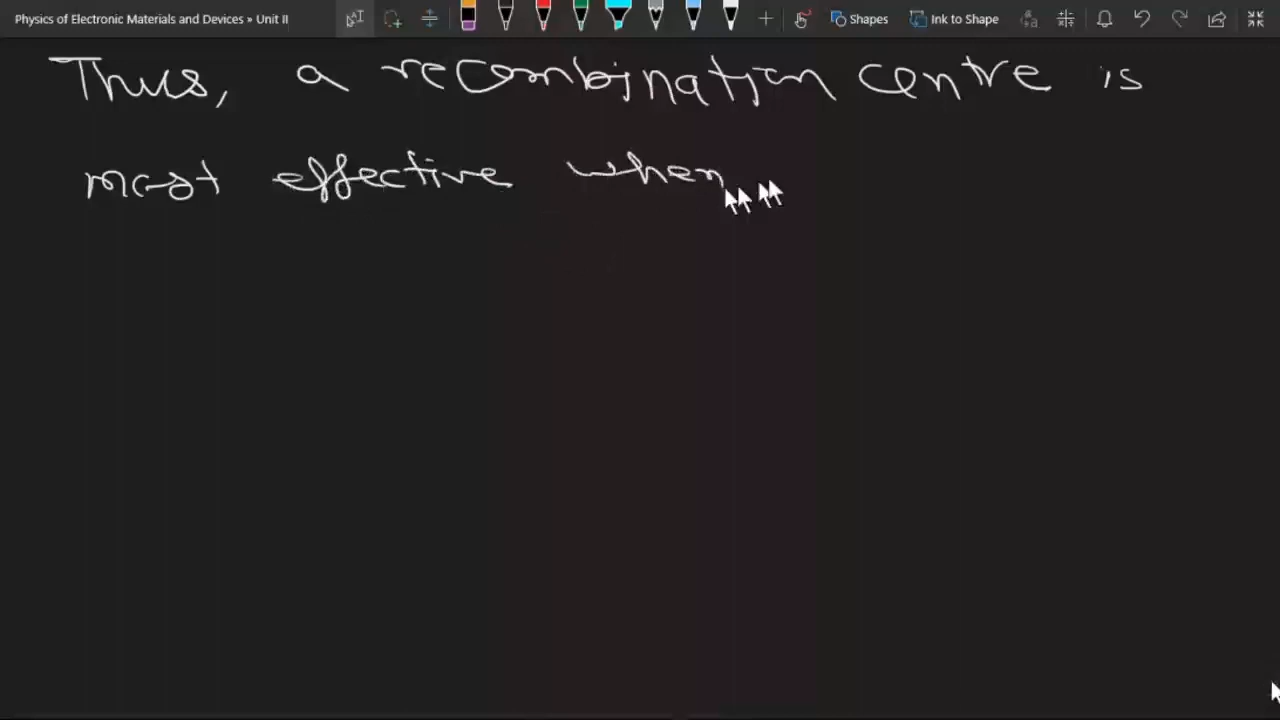 Physics of Electronic Materials and Devices » Unit II
Shapes
Ink to Shape
Thus, a recombination centre is
most effective when